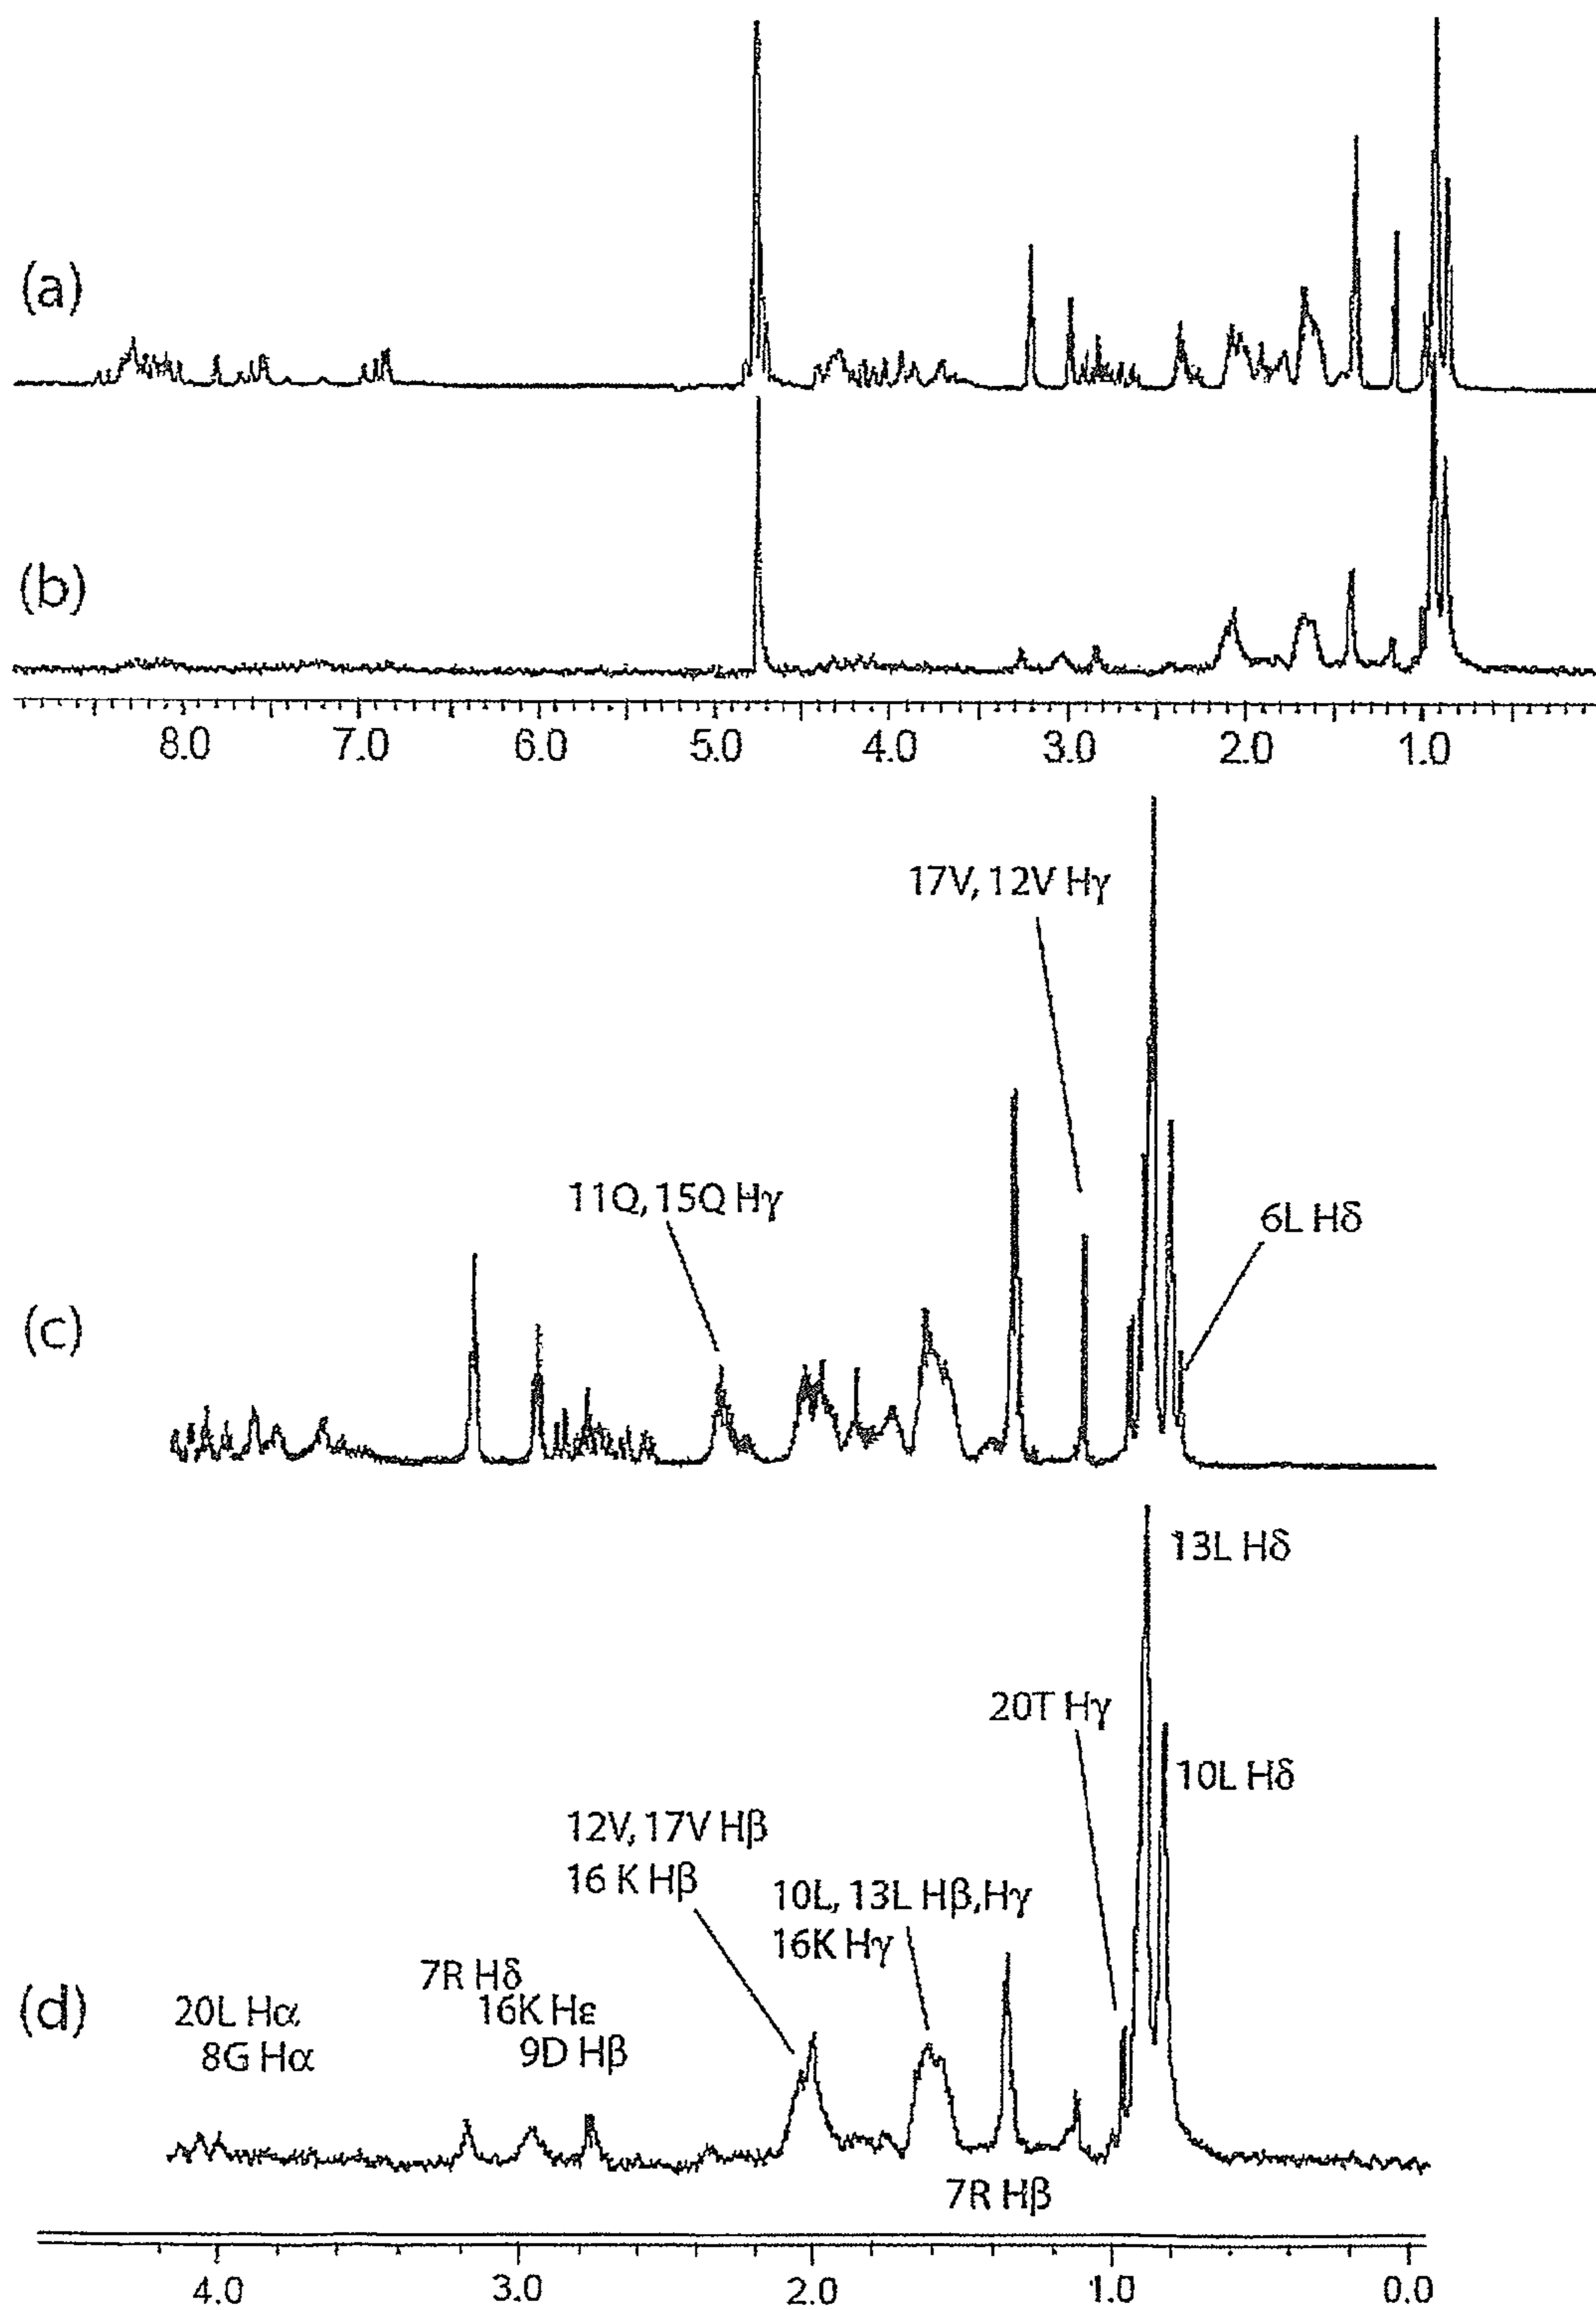 (a)
(b)
8.0 7.0 6.0 5.0 4.0 3.0 2.0 1.0
17V, 12V Hγ
11Q, 15Q Hγ
6L Hδ
(c)
13L Hδ
20T Hγ
10L Hδ
12V, 17V Hβ
16 K Hβ
10L, 13L Hβ,Hγ
16K Hγ
7R Hδ
(d)
20L Hα
16K Hε
8G Hα
9D Hβ
7R Hβ
4.0 3.0 2.0 1.0 0.0